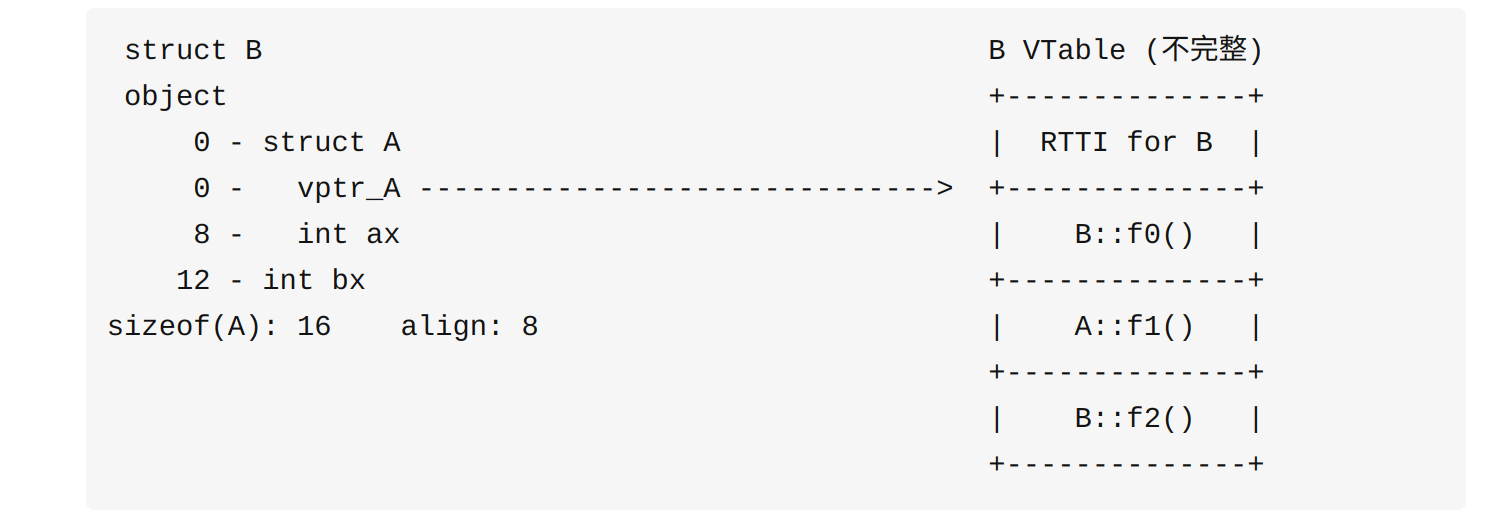 struct B                                          B VTable (不完整)
 object                                            +--------------+
     0 - struct A                                  |  RTTI for B  |
     0 -   vptr_A ------------------------------>  +--------------+
     8 -   int ax                                  |    B::f0()   |
    12 - int bx                                    +--------------+
sizeof(A): 16    align: 8                          |    A::f1()   |
                                                   +--------------+
                                                   |    B::f2()   |
                                                   +--------------+